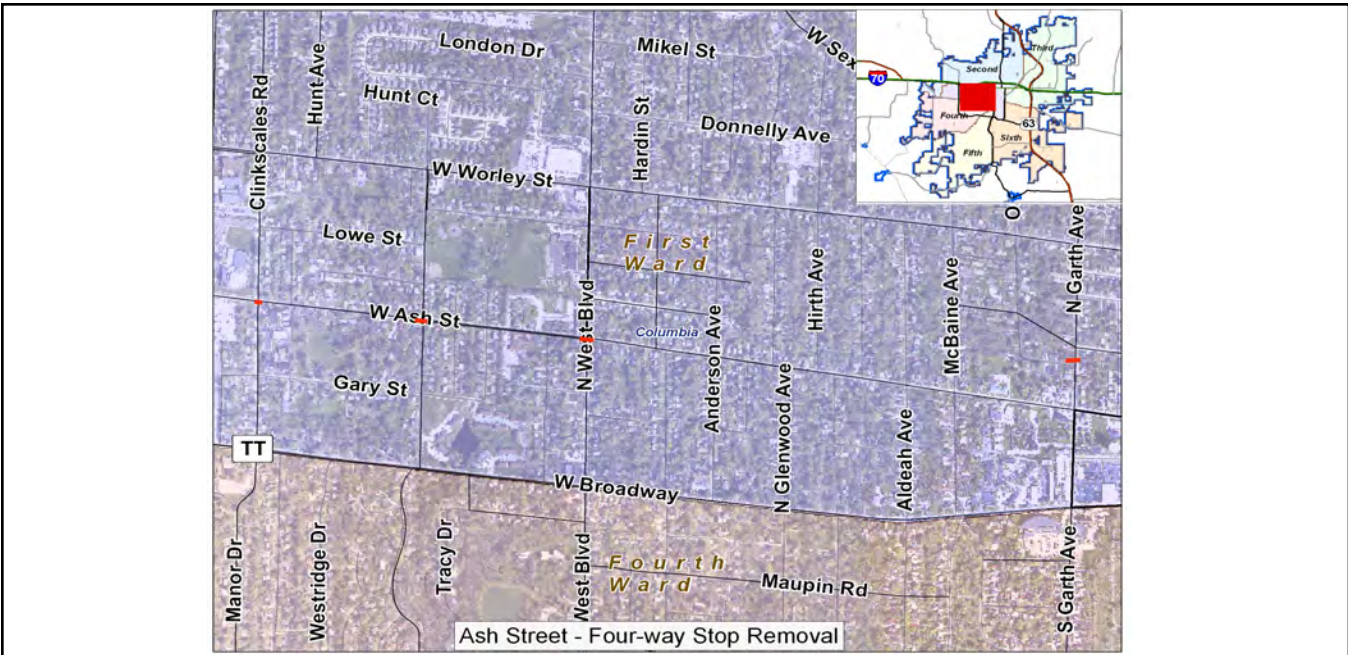 London Dr
Mikel St
W Sex
Hunt Ave
Clinkscales Rd
Hunt Ct
Hardin St
Donnelly Ave
W Worley St
Lowe St
First
Ward
Hirth Ave
McBaine Ave
N Garth Ave
O
W Ash St
N West Blvd
Columbia
Anderson Ave
Gary St
N Glenwood Ave
Aldeah Ave
TT
W Broadway
Manor Dr
Westridge Dr
Tracy Dr
West Blvd
Fourth
Ward
Maupin Rd
S Garth Ave
Ash Street - Four-way Stop Removal
Third
Second
70
Fourth
63
Sixth
Fifth